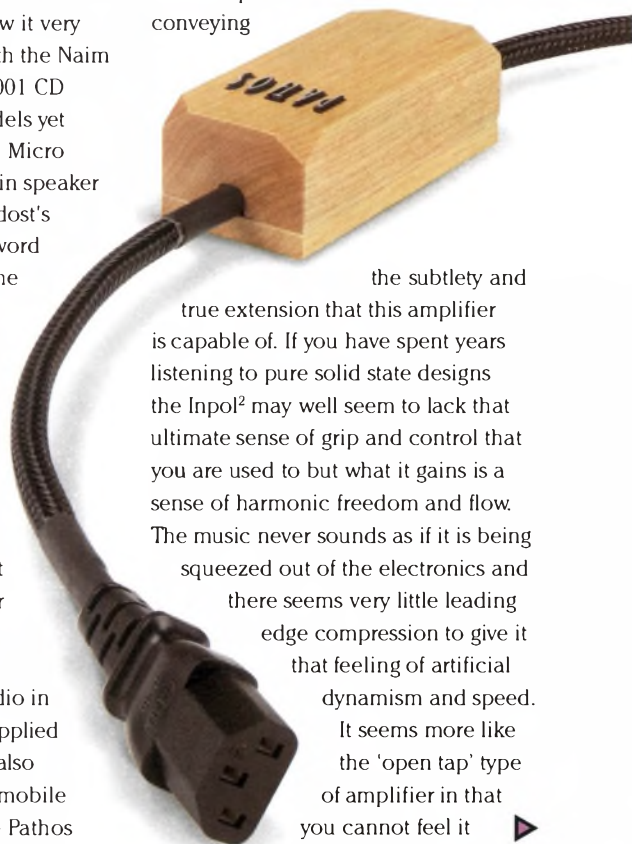 w it very
th the Naim
001 CD
dels yet
Micro
in speaker
dost's
word
ne
t
r
dio in
pplied
also
mobile
Pathos
conveying
PATHOS
the subtlety and
true extension that this amplifier
is capable of. If you have spent years
listening to pure solid state designs
the Inpol² may well seem to lack that
ultimate sense of grip and control that
you are used to but what it gains is a
sense of harmonic freedom and flow.
The music never sounds as if it is being
squeezed out of the electronics and
there seems very little leading
edge compression to give it
that feeling of artificial
dynamism and speed.
It seems more like
the 'open tap' type
of amplifier in that
you cannot feel it